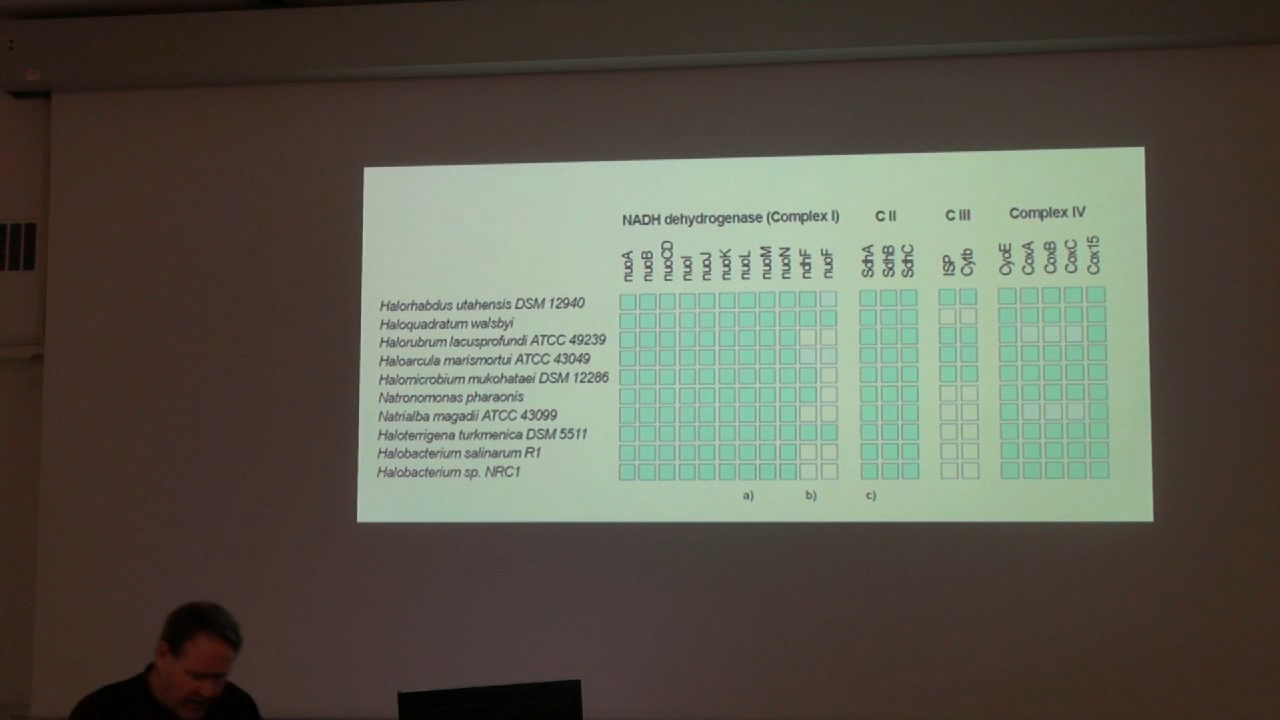 NADH dehydrogenase (Complex I) C II C III Complex IV
nuoA nuoB nuoCD nuoI nuoJ nuoK nuoL nuoM nuoN ndhF nuoF SdhA SdhB SdhC ISP Cytb CyoE CoxA CoxB CoxC Cox15
Halorhabdus utahensis DSM 12940
Haloquadratum walsbyi
Halorubrum lacusprofundi ATCC 49239
Haloarcula marismortui ATCC 43049
Halomicrobium mukohataei DSM 12286
Natronomonas pharaonis
Natrialba magadii ATCC 43099
Haloterrigena turkmenica DSM 5511
Halobacterium salinarum R1
Halobacterium sp. NRC1
a) b) c)